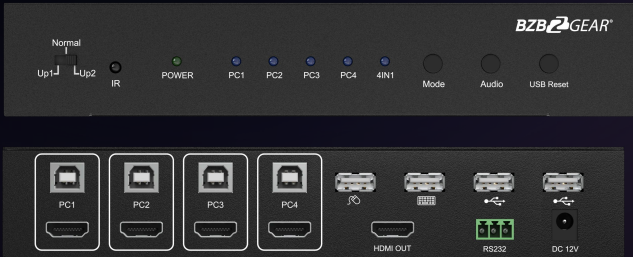 BZBGEAR®
Normal
Up1 Up2
IR
POWER
PC1
PC2
PC3
PC4
4IN1
Mode
Audio
USB Reset
PC1
PC2
PC3
PC4
HDMI OUT
RS232
DC 12V